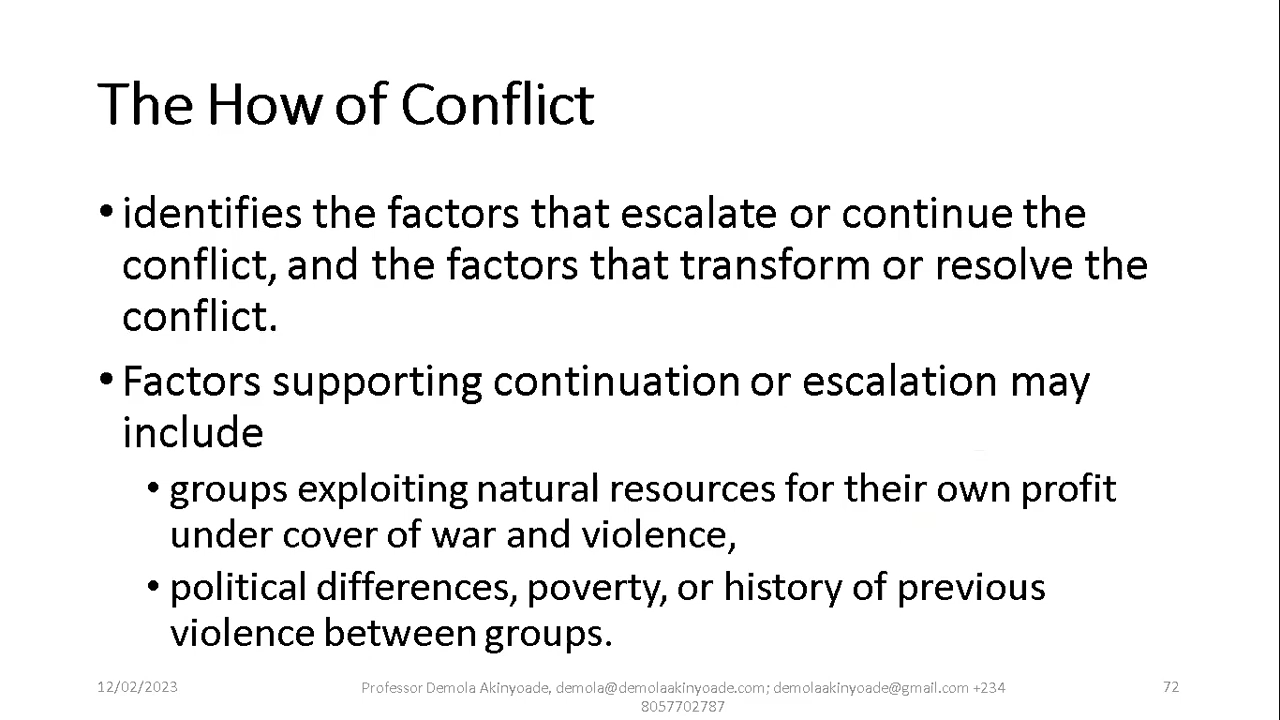 The How of Conflict
• identifies the factors that escalate or continue the
conflict, and the factors that transform or resolve the
conflict.
• Factors supporting continuation or escalation may
include
• groups exploiting natural resources for their own profit
under cover of war and violence,
• political differences, poverty, or history of previous
violence between groups.
12/02/2023
Professor Demola Akinyoade, demola@demolaakinyoade.com; demolaakinyoade@gmail.com +234
8057702787
72